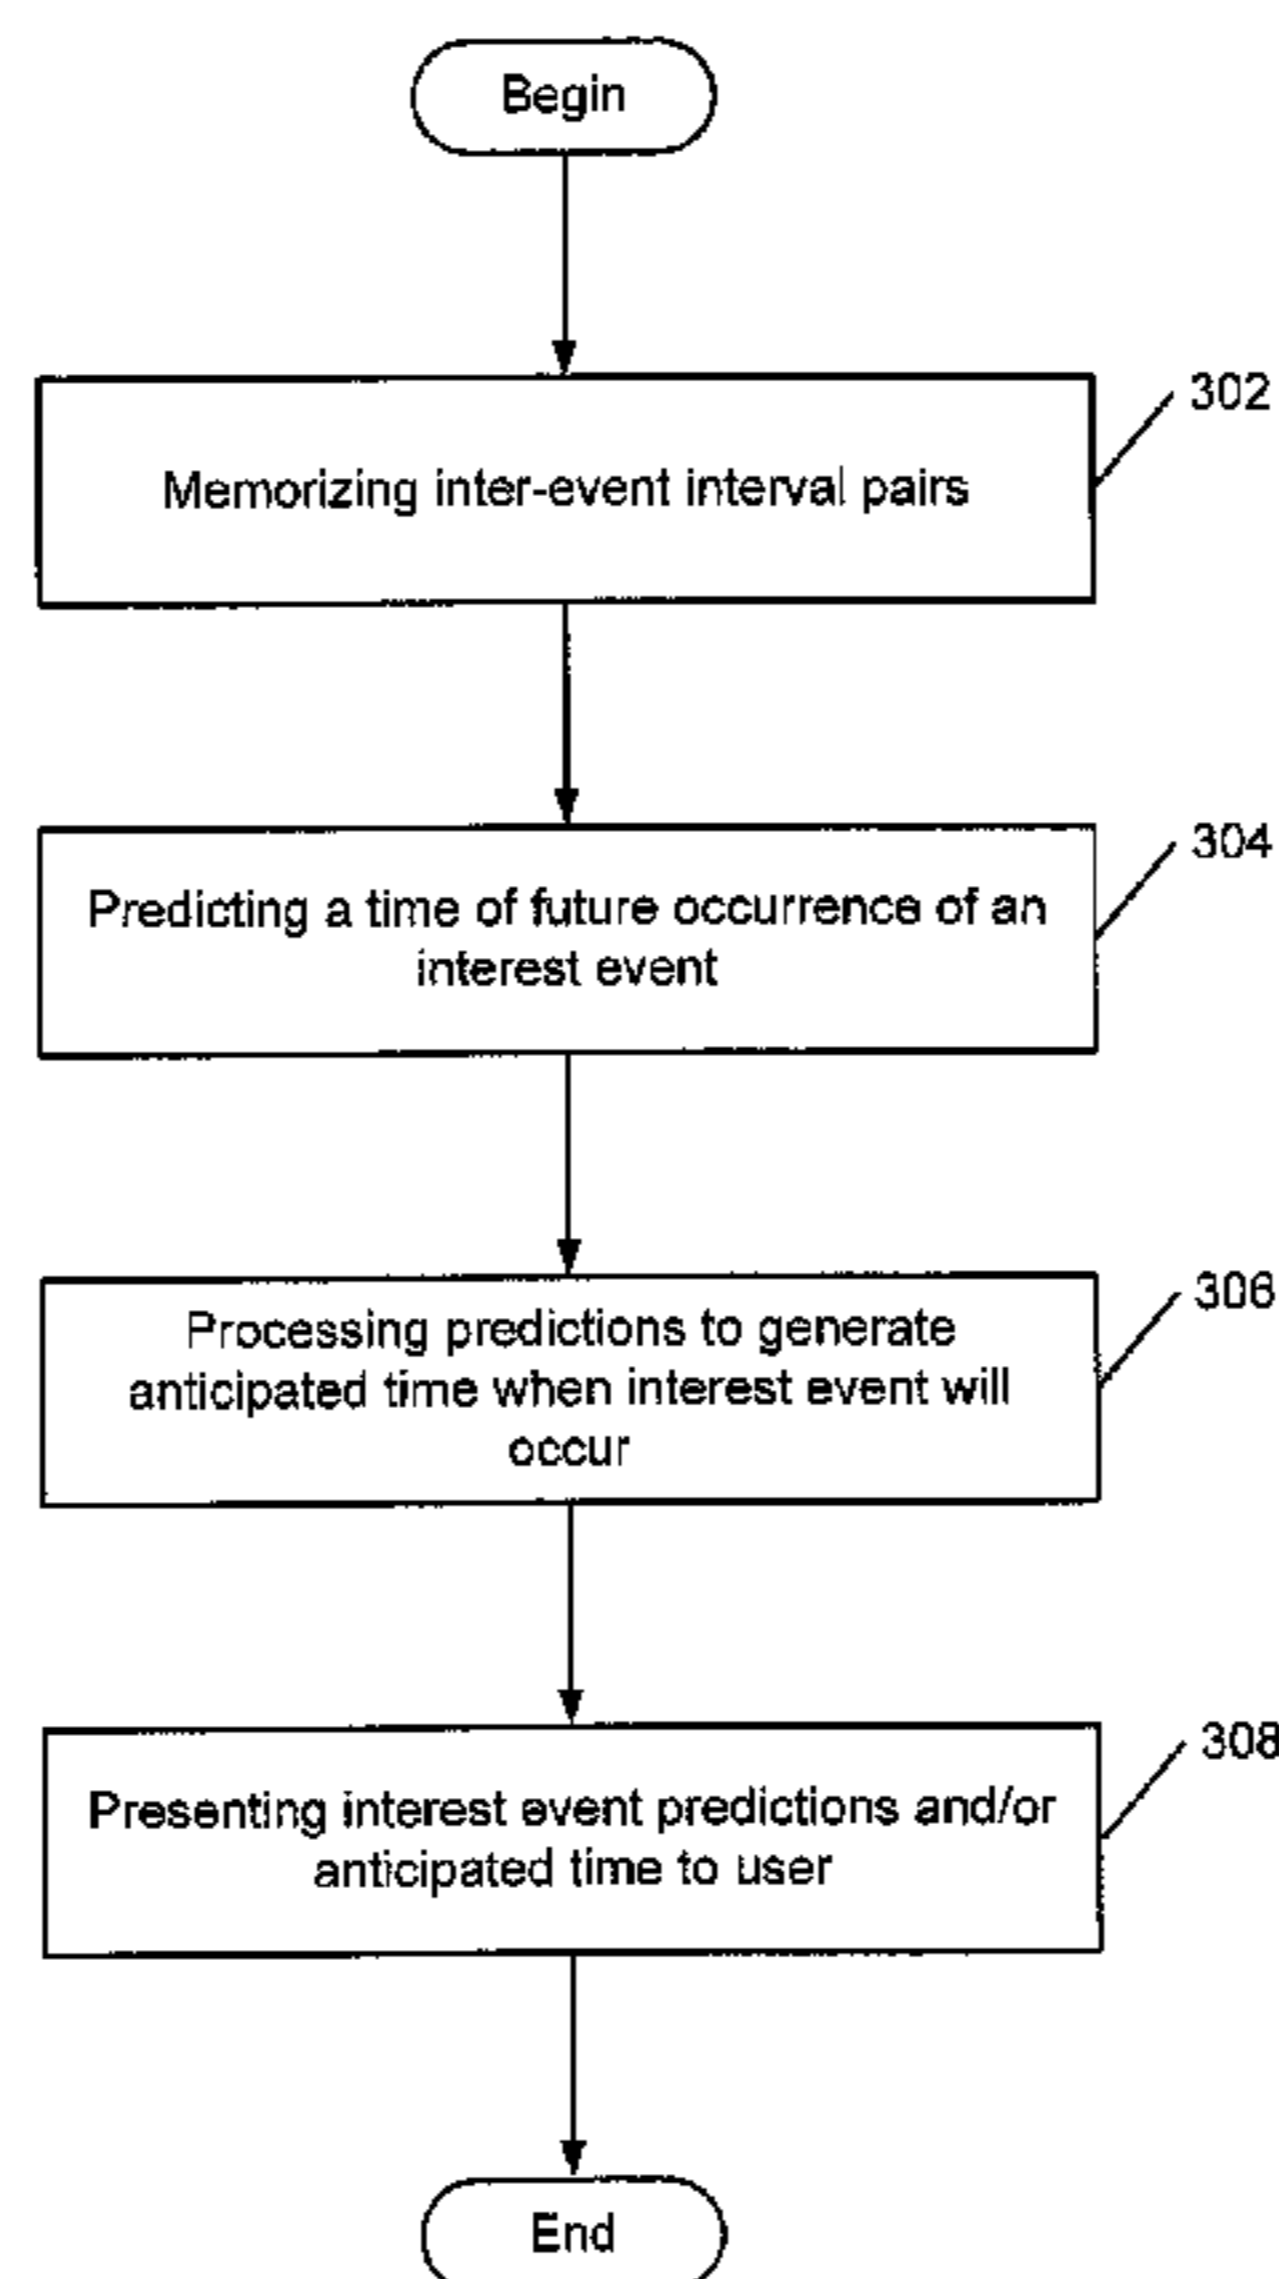 Begin
302
Memorizing inter-event interval pairs
304
Predicting a time of future occurrence of an
interest event
306
Processing predictions to generate
anticipated time when interest event will
occur
308
Presenting interest event predictions and/or
anticipated time to user
End